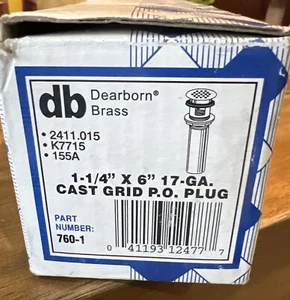 db Dearborn®
Brass
• 2411.015
• K7715
• 155A
1-1/4" X 6" 17-GA.
CAST GRID P.O. PLUG
PART
NUMBER:
760-1
0 41193 12477 7